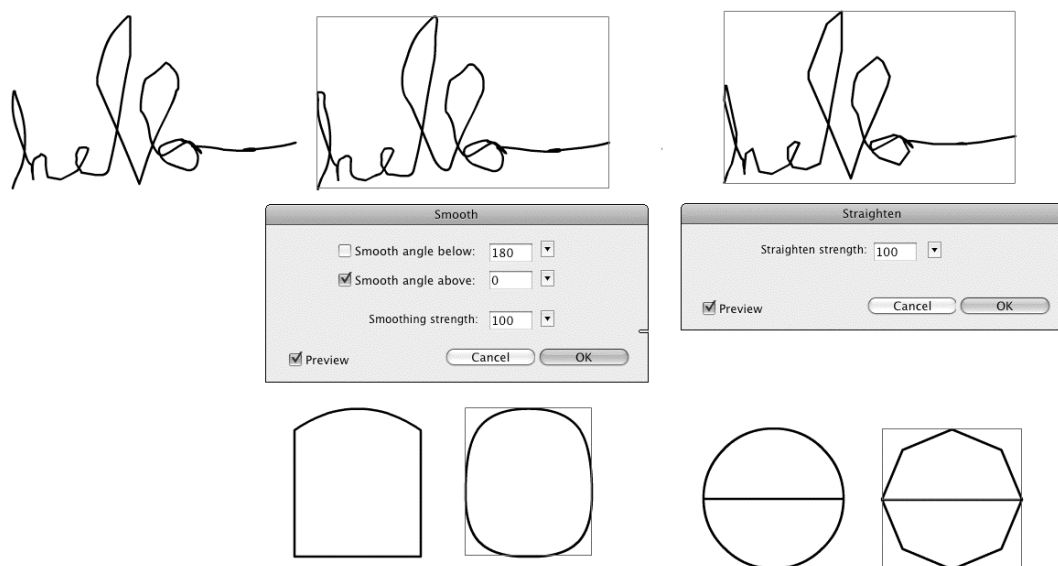 hello hello hello
Smooth
Smooth angle below: 180
Smooth angle above: 0
Smoothing strength: 100
Preview Cancel OK
Straighten
Straighten strength: 100
Preview Cancel OK